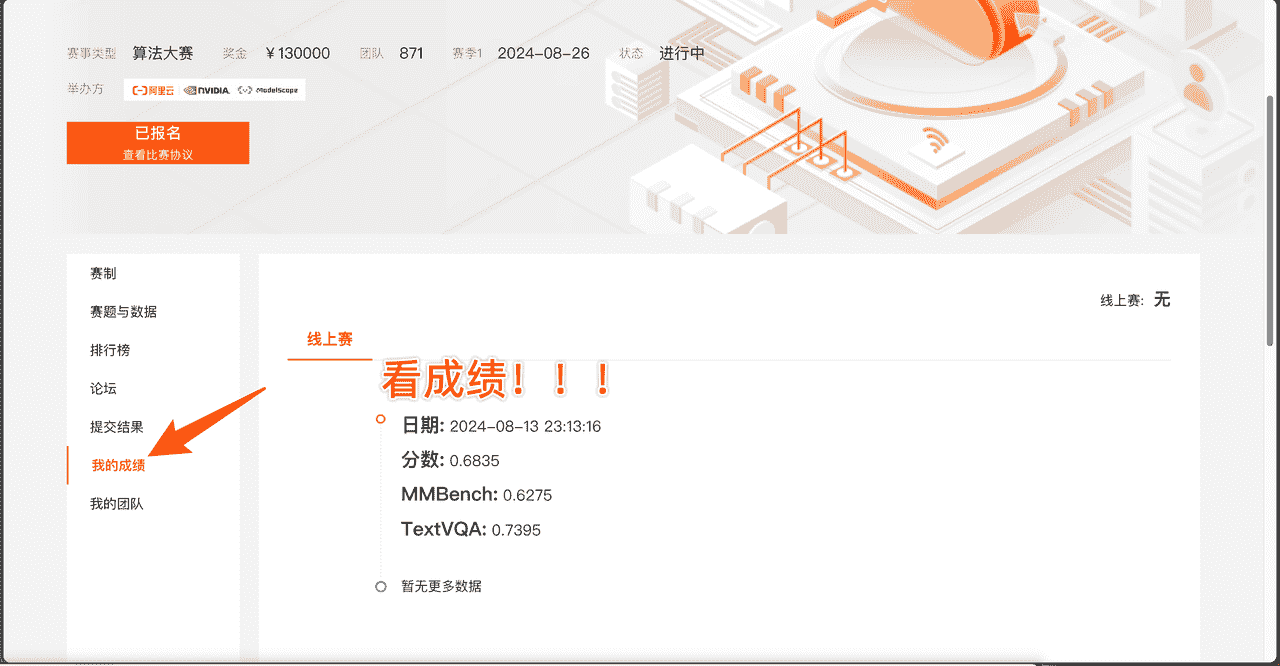 赛事类型 算法大赛 奖金 ￥130000 团队 871 赛季1 2024-08-26 状态 进行中
举办方 阿里云 NVIDIA. ModelScope
已报名
查看比赛协议
赛制
赛题与数据
排行榜
论坛
提交结果
我的成绩
我的团队
线上赛: 无
线上赛
看成绩！！！
日期: 2024-08-13 23:13:16
分数: 0.6835
MMBench: 0.6275
TextVQA: 0.7395
暂无更多数据